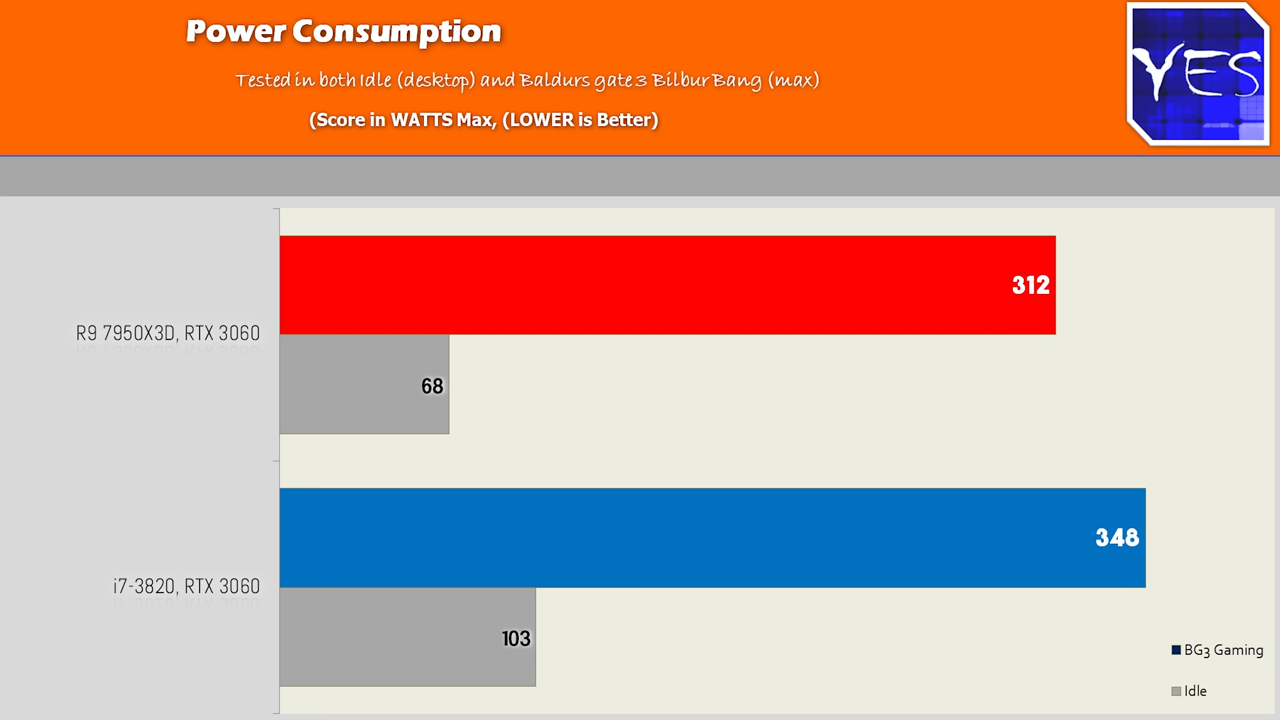 Power Consumption
Tested in both Idle (desktop) and Baldurs gate 3 Bilbur Bang (max)
(Score in WATTS Max, (LOWER is Better)
YES
312
R9 7950X3D, RTX 3060
68
348
i7-3820, RTX 3060
103
BG3 Gaming
Idle